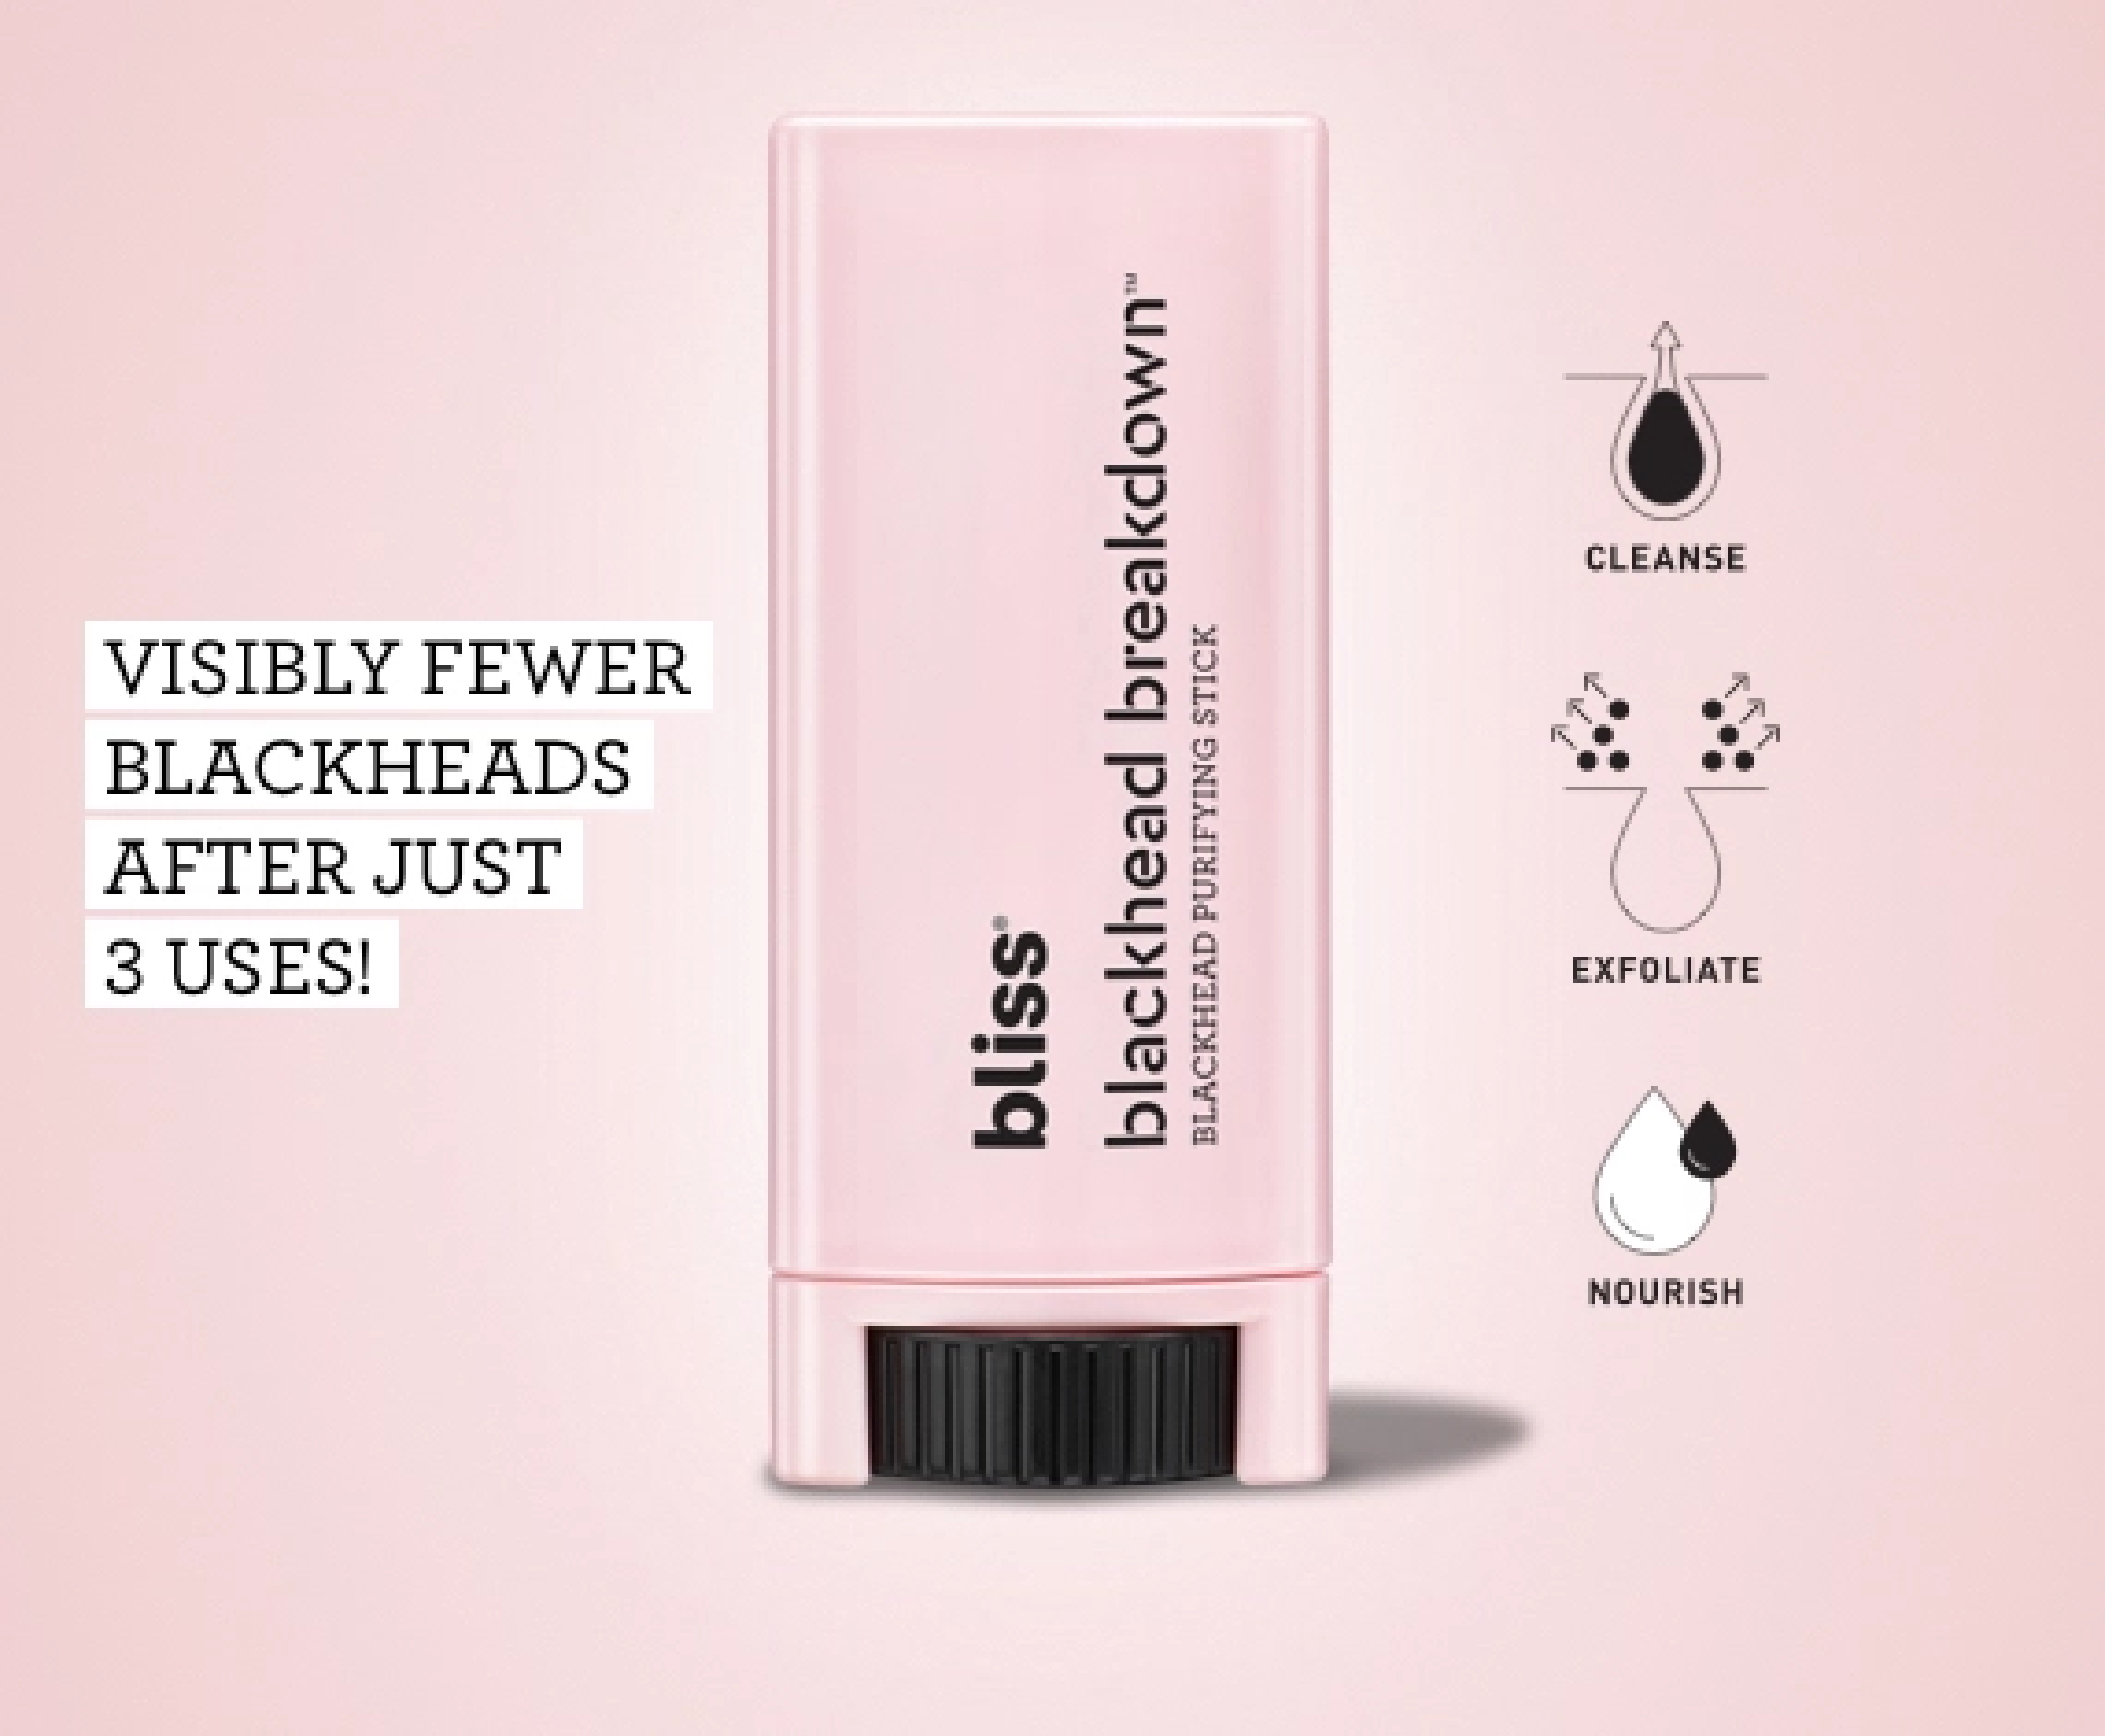 VISIBLY FEWER
BLACKHEADS
AFTER JUST
3 USES!
bliss®
blackhead breakdown™
BLACKHEAD PURIFYING STICK
CLEANSE
EXFOLIATE
NOURISH